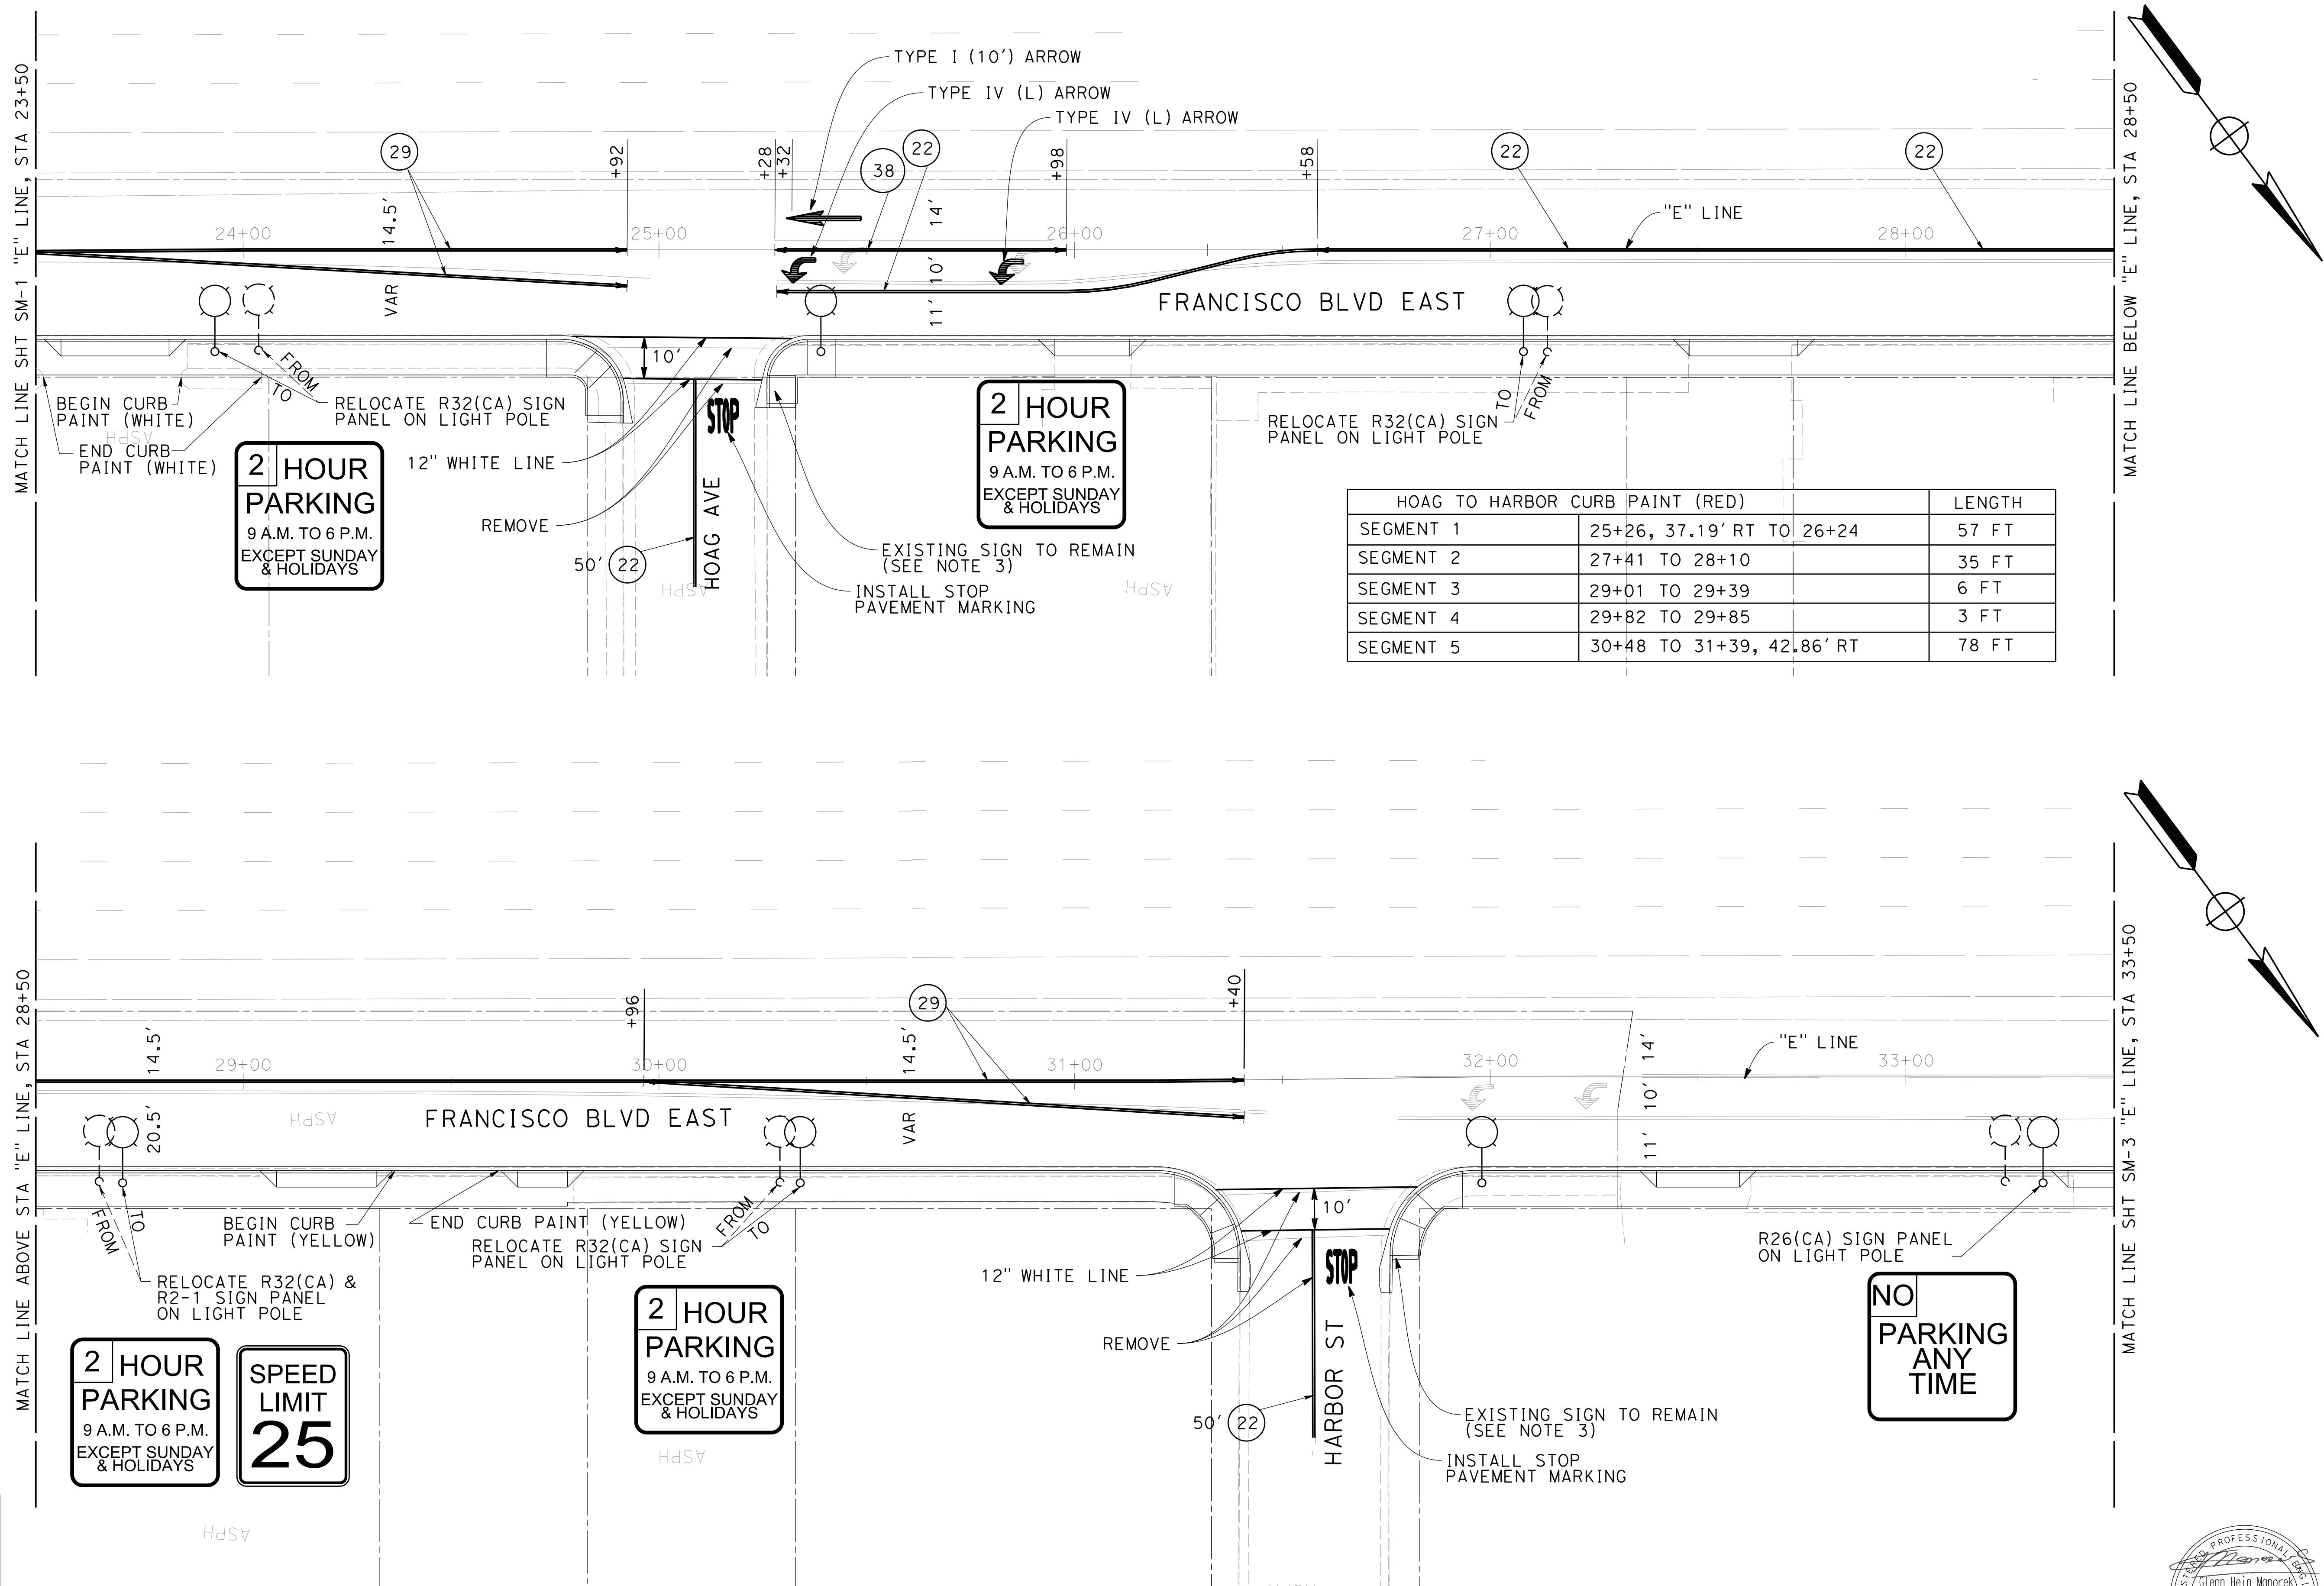 MATCH LINE SHT SM-1 "E" LINE, STA 23+50
TYPE I (10') ARROW
TYPE IV (L) ARROW
TYPE IV (L) ARROW
29
+92
+28
+32
38
22
+98
+58
22
22
14.5'
14'
"E" LINE
24+00
25+00
26+00
27+00
28+00
VAR
10'
11'
FRANCISCO BLVD EAST
10'
FROM
TO
BEGIN CURB
PAINT (WHITE)
ASPH
END CURB
PAINT (WHITE)
RELOCATE R32(CA) SIGN
PANEL ON LIGHT POLE
2 HOUR
PARKING
9 A.M. TO 6 P.M.
EXCEPT SUNDAY
& HOLIDAYS
12" WHITE LINE
REMOVE
50' 22
STOP
HOAG AVE
ASPH
EXISTING SIGN TO REMAIN
(SEE NOTE 3)
INSTALL STOP
PAVEMENT MARKING
2 HOUR
PARKING
9 A.M. TO 6 P.M.
EXCEPT SUNDAY
& HOLIDAYS
ASPH
TO
FROM
RELOCATE R32(CA) SIGN
PANEL ON LIGHT POLE
HOAG TO HARBOR CURB PAINT (RED) LENGTH
SEGMENT 1 25+26, 37.19' RT TO 26+24 57 FT
SEGMENT 2 27+41 TO 28+10 35 FT
SEGMENT 3 29+01 TO 29+39 6 FT
SEGMENT 4 29+82 TO 29+85 3 FT
SEGMENT 5 30+48 TO 31+39, 42.86' RT 78 FT
MATCH LINE BELOW "E" LINE, STA 28+50
MATCH LINE ABOVE STA "E" LINE, STA 28+50
14.5'
29+00
+96
30+00
14.5'
29
31+00
+40
32+00
14'
"E" LINE
33+00
20.5'
ASPH
FRANCISCO BLVD EAST
VAR
10'
11'
FROM
TO
BEGIN CURB
PAINT (YELLOW)
END CURB PAINT (YELLOW)
RELOCATE R32(CA) SIGN
PANEL ON LIGHT POLE
FROM
TO
RELOCATE R32(CA) &
R2-1 SIGN PANEL
ON LIGHT POLE
2 HOUR
PARKING
9 A.M. TO 6 P.M.
EXCEPT SUNDAY
& HOLIDAYS
SPEED
LIMIT
25
2 HOUR
PARKING
9 A.M. TO 6 P.M.
EXCEPT SUNDAY
& HOLIDAYS
ASPH
ASPH
10'
12" WHITE LINE
REMOVE
50' 22
STOP
HARBOR ST
EXISTING SIGN TO REMAIN
(SEE NOTE 3)
INSTALL STOP
PAVEMENT MARKING
R26(CA) SIGN PANEL
ON LIGHT POLE
NO
PARKING
ANY
TIME
MATCH LINE SHT SM-3 "E" LINE, STA 33+50
PROFESSIONAL
Glenn Hein Manorek